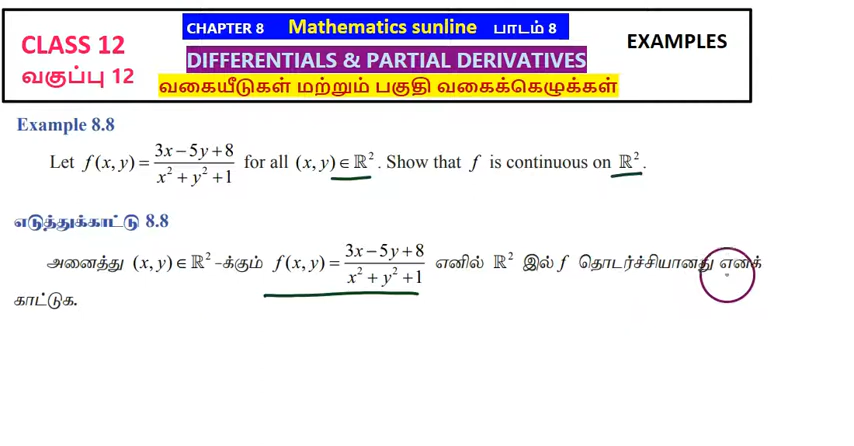 CLASS 12
வகுப்பு 12
CHAPTER 8 Mathematics sunline பாடம் 8
DIFFERENTIALS & PARTIAL DERIVATIVES
வகையீடுகள் மற்றும் பகுதி வகைக்கெழுக்கள்
EXAMPLES
Example 8.8
Let f(x, y) = (3x − 5y + 8)/(x² + y² + 1) for all (x, y) ∈ ℝ². Show that f is continuous on ℝ².
எடுத்துக்காட்டு 8.8
அனைத்து (x, y) ∈ ℝ² -க்கும் f(x, y) = (3x − 5y + 8)/(x² + y² + 1) எனில் ℝ² இல் f தொடர்ச்சியானது எனக்
காட்டுக.